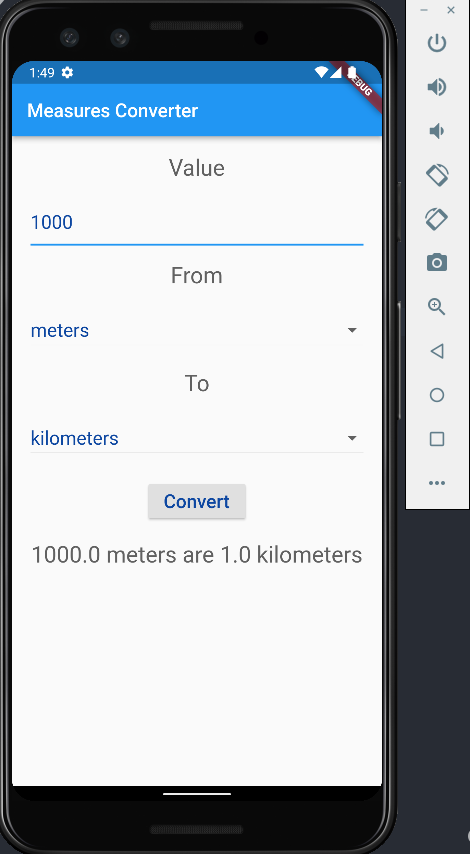 1:49
DEBUG
Measures Converter
Value
1000
From
meters
To
kilometers
Convert
1000.0 meters are 1.0 kilometers